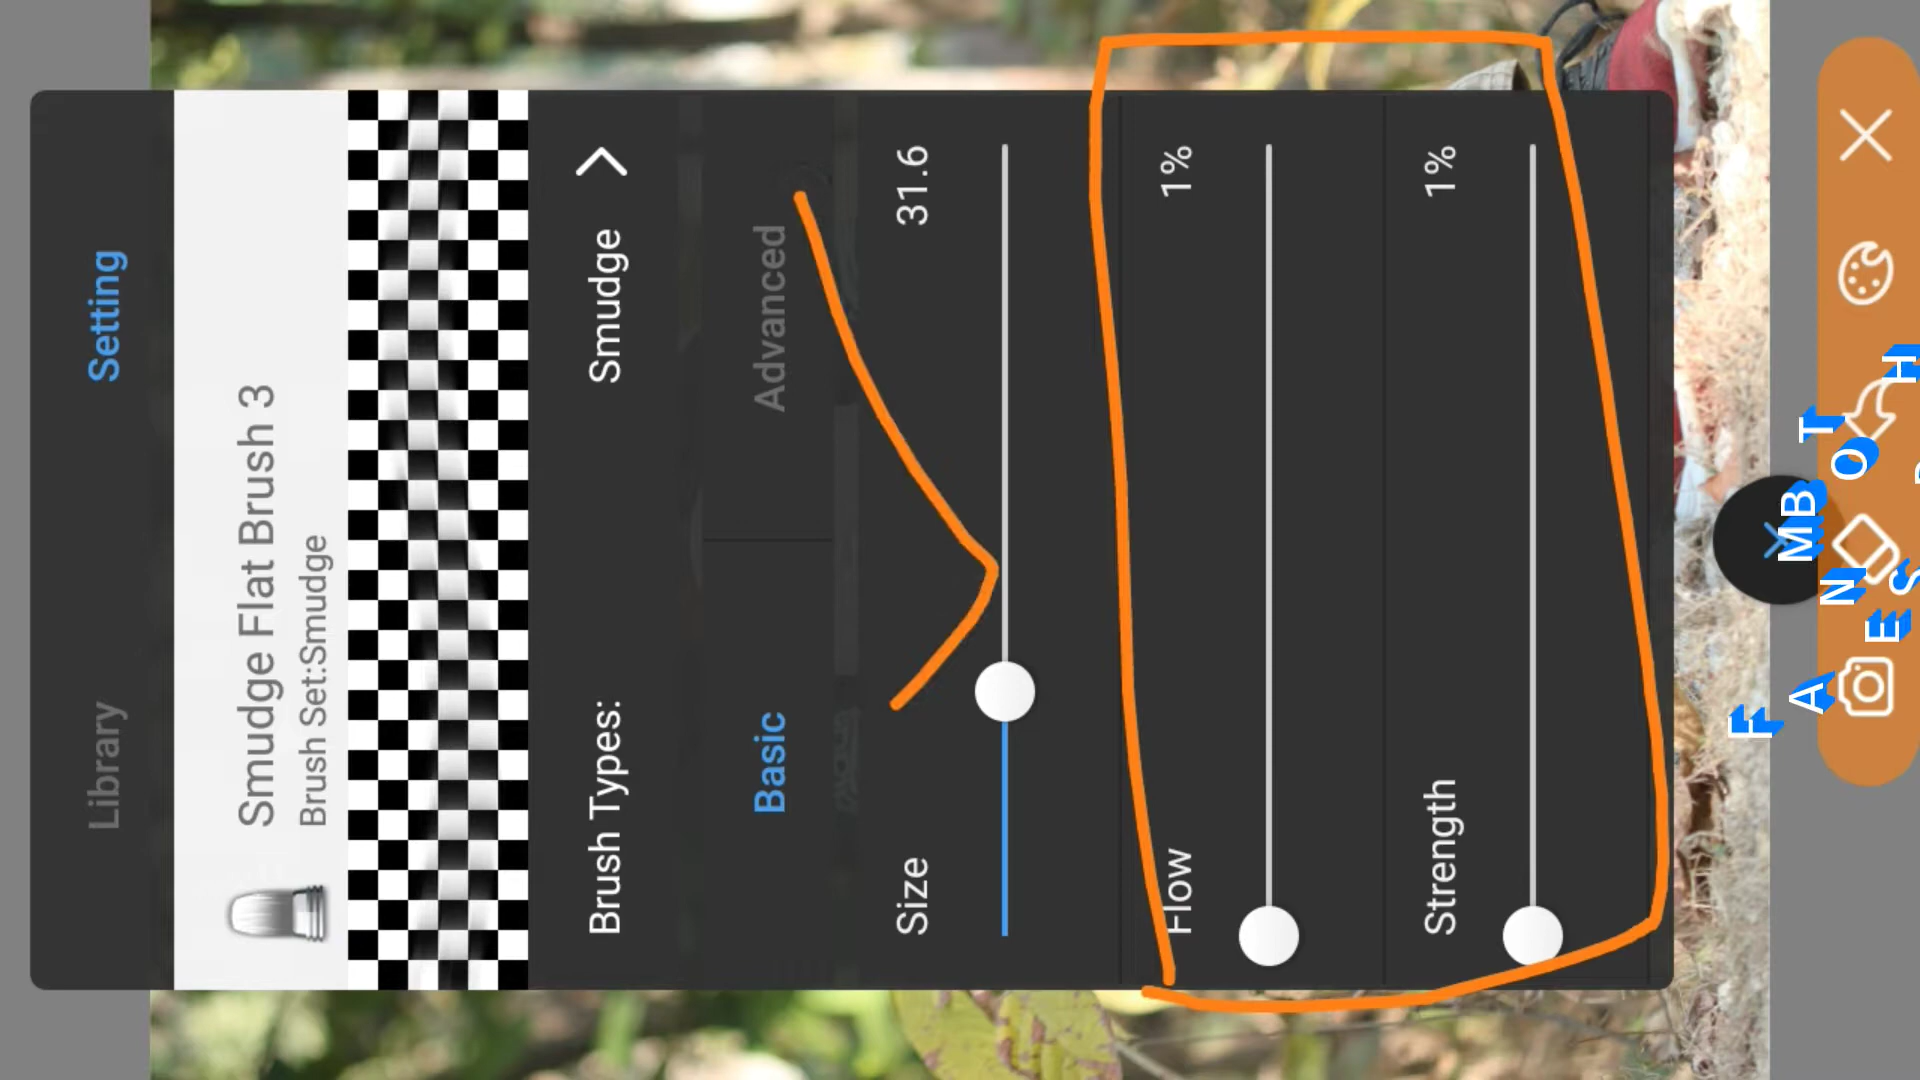 Library Setting
Smudge Flat Brush 3
Brush Set:Smudge
Brush Types: Smudge
Basic Advanced
Size 31.6
Flow 1%
Strength 1%